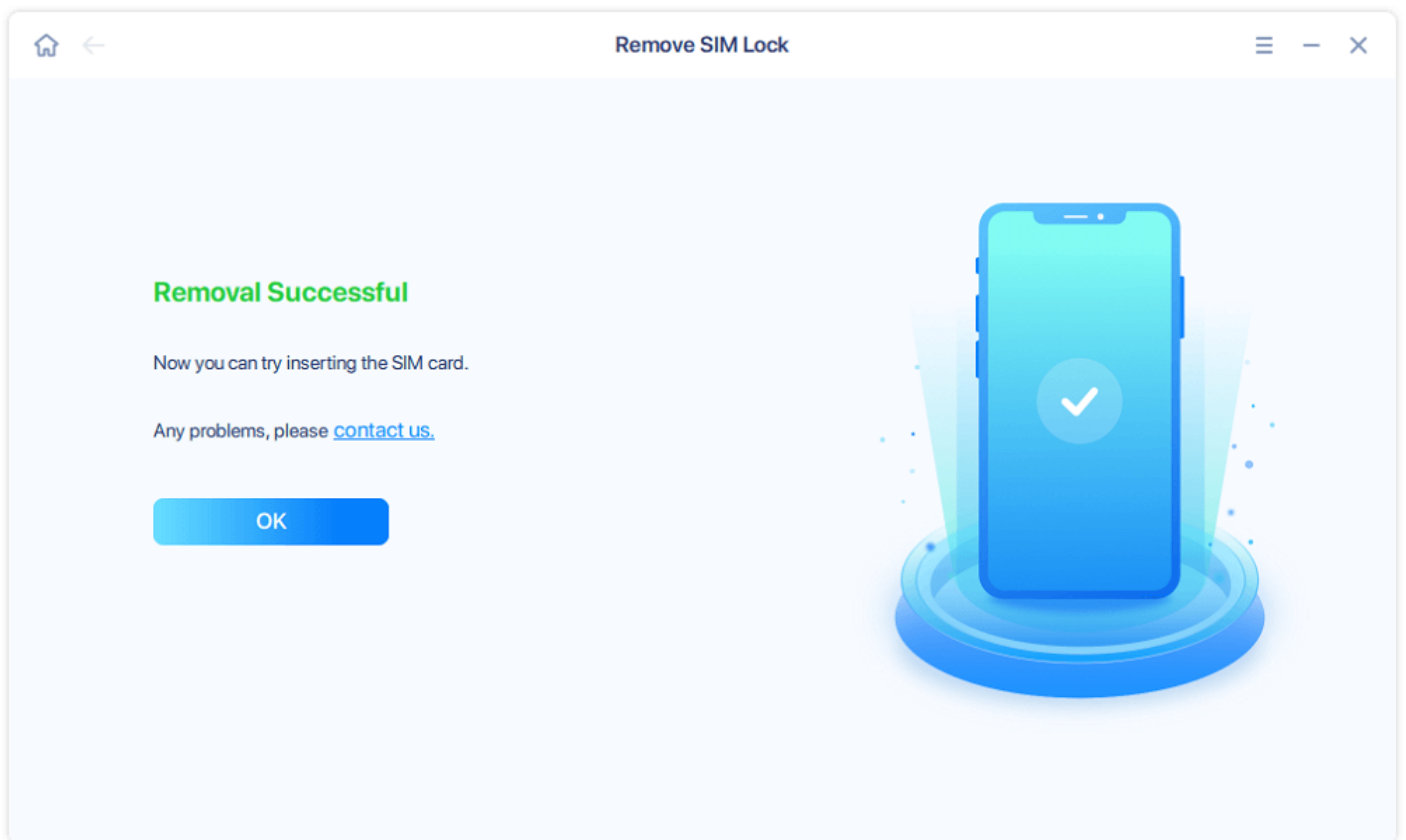 Remove SIM Lock
Removal Successful
Now you can try inserting the SIM card.
Any problems, please contact us.
OK